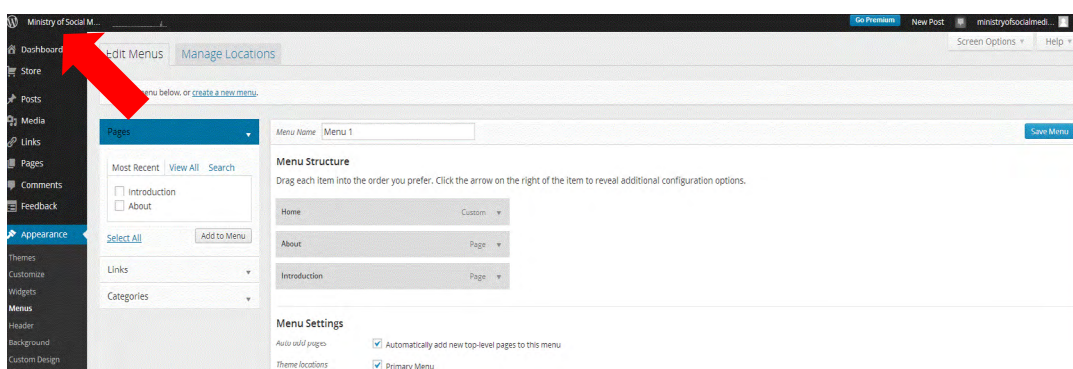 Ministry of Social M... Go Premium New Post ministryofsocialmedi...
Screen Options Help
Dashboard
Store
Posts
Media
Links
Pages
Comments
Feedback
Appearance
Themes
Customize
Widgets
Menus
Header
Background
Custom Design
Edit Menus Manage Locations
menu below, or create a new menu.
Pages
Most Recent View All Search
Introduction
About
Select All Add to Menu
Links
Categories
Menu Name Menu 1 Save Menu
Menu Structure
Drag each item into the order you prefer. Click the arrow on the right of the item to reveal additional configuration options.
Home Custom
About Page
Introduction Page
Menu Settings
Auto add pages Automatically add new top-level pages to this menu
Theme locations Primary Menu